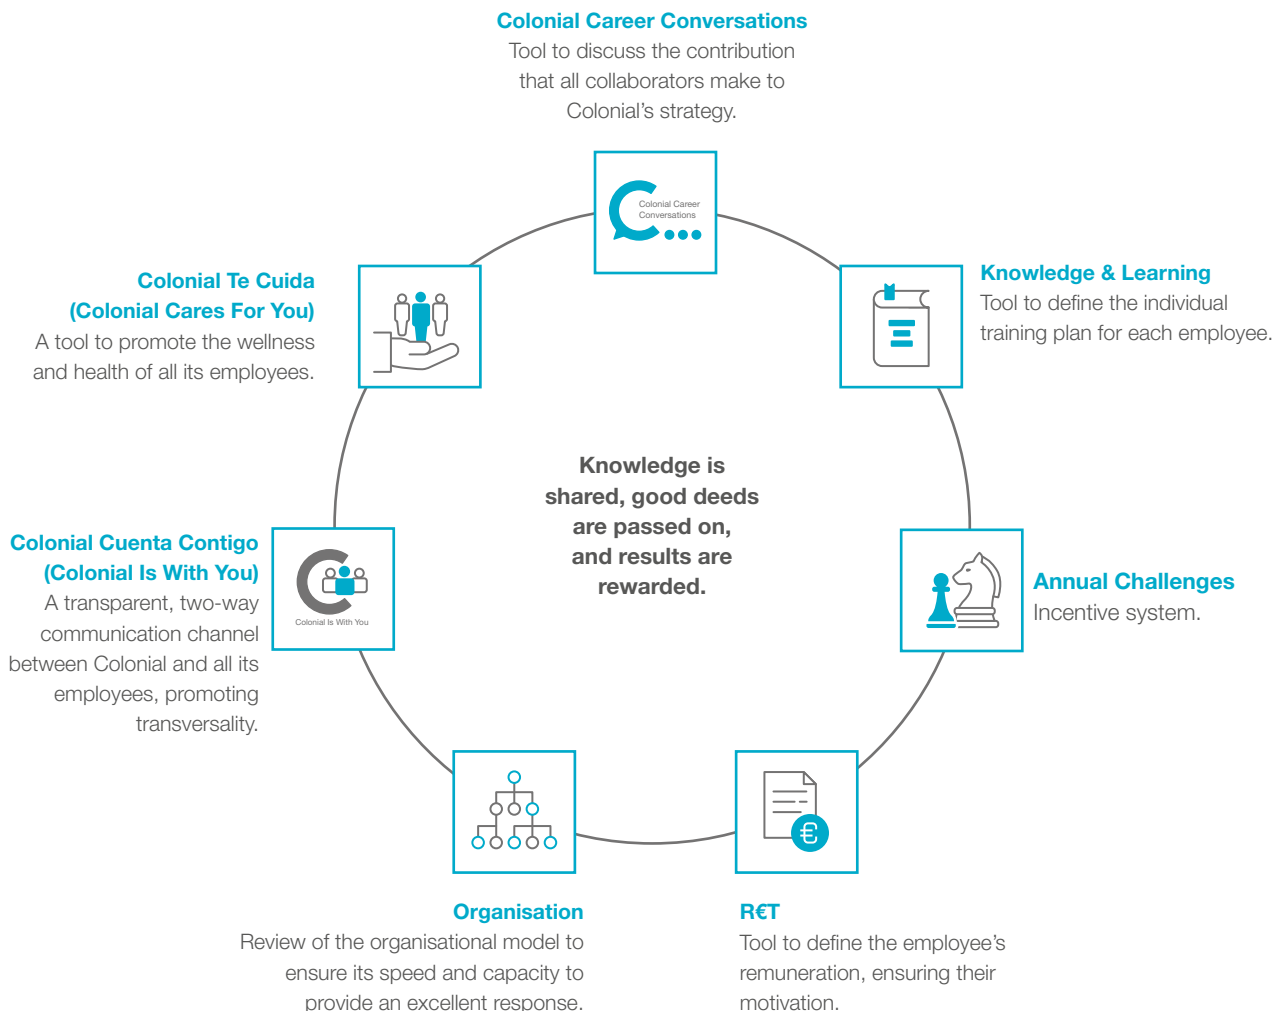 Colonial Career Conversations
Tool to discuss the contribution
that all collaborators make to
Colonial’s strategy.
Colonial Career
Conversations
Knowledge & Learning
Tool to define the individual
training plan for each employee.
Colonial Te Cuida
(Colonial Cares For You)
A tool to promote the wellness
and health of all its employees.
Knowledge is
shared, good deeds
are passed on,
and results are
rewarded.
Colonial Cuenta Contigo
(Colonial Is With You)
A transparent, two-way
communication channel
between Colonial and all its
employees, promoting
transversality.
Colonial Is With You
Annual Challenges
Incentive system.
€
Organisation
Review of the organisational model to
ensure its speed and capacity to
provide an excellent response.
R€T
Tool to define the employee’s
remuneration, ensuring their
motivation.